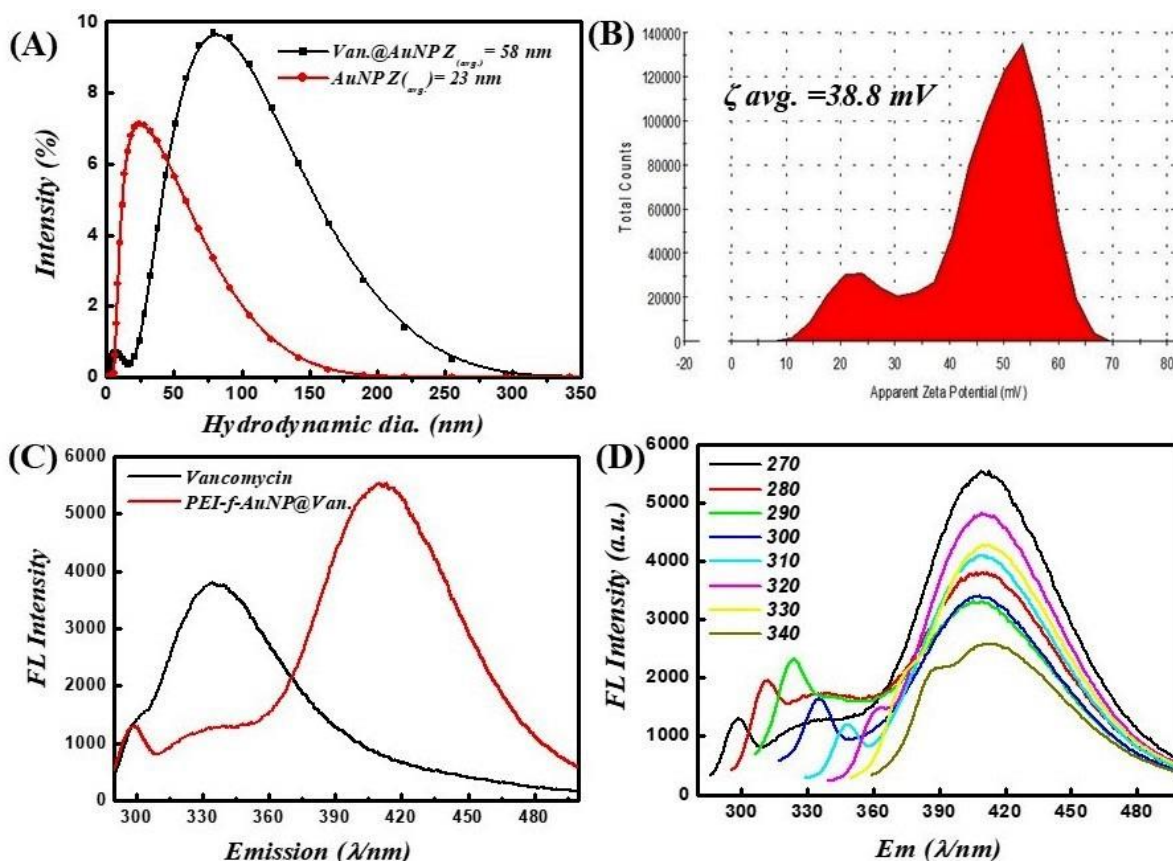 (A)
10
8
6
4
2
0
Intensity (%)
Van.@AuNP Z(avg.) = 58 nm
AuNP Z(avg.)= 23 nm
0 50 100 150 200 250 300 350
Hydrodynamic dia. (nm)
(B)
ζ avg. =38.8 mV
140000
120000
100000
80000
60000
40000
20000
0
Total Counts
-20 0 10 20 30 40 50 60 70 80
Apparent Zeta Potential (mV)
(C)
6000
5000
4000
3000
2000
1000
0
FL Intensity
Vancomycin
PEI-f-AuNP@Van.
300 330 360 390 420 450 480
Emission (λ/nm)
(D)
6000
5000
4000
3000
2000
1000
0
FL Intensity (a.u.)
270
280
290
300
310
320
330
340
300 330 360 390 420 450 480
Em (λ/nm)